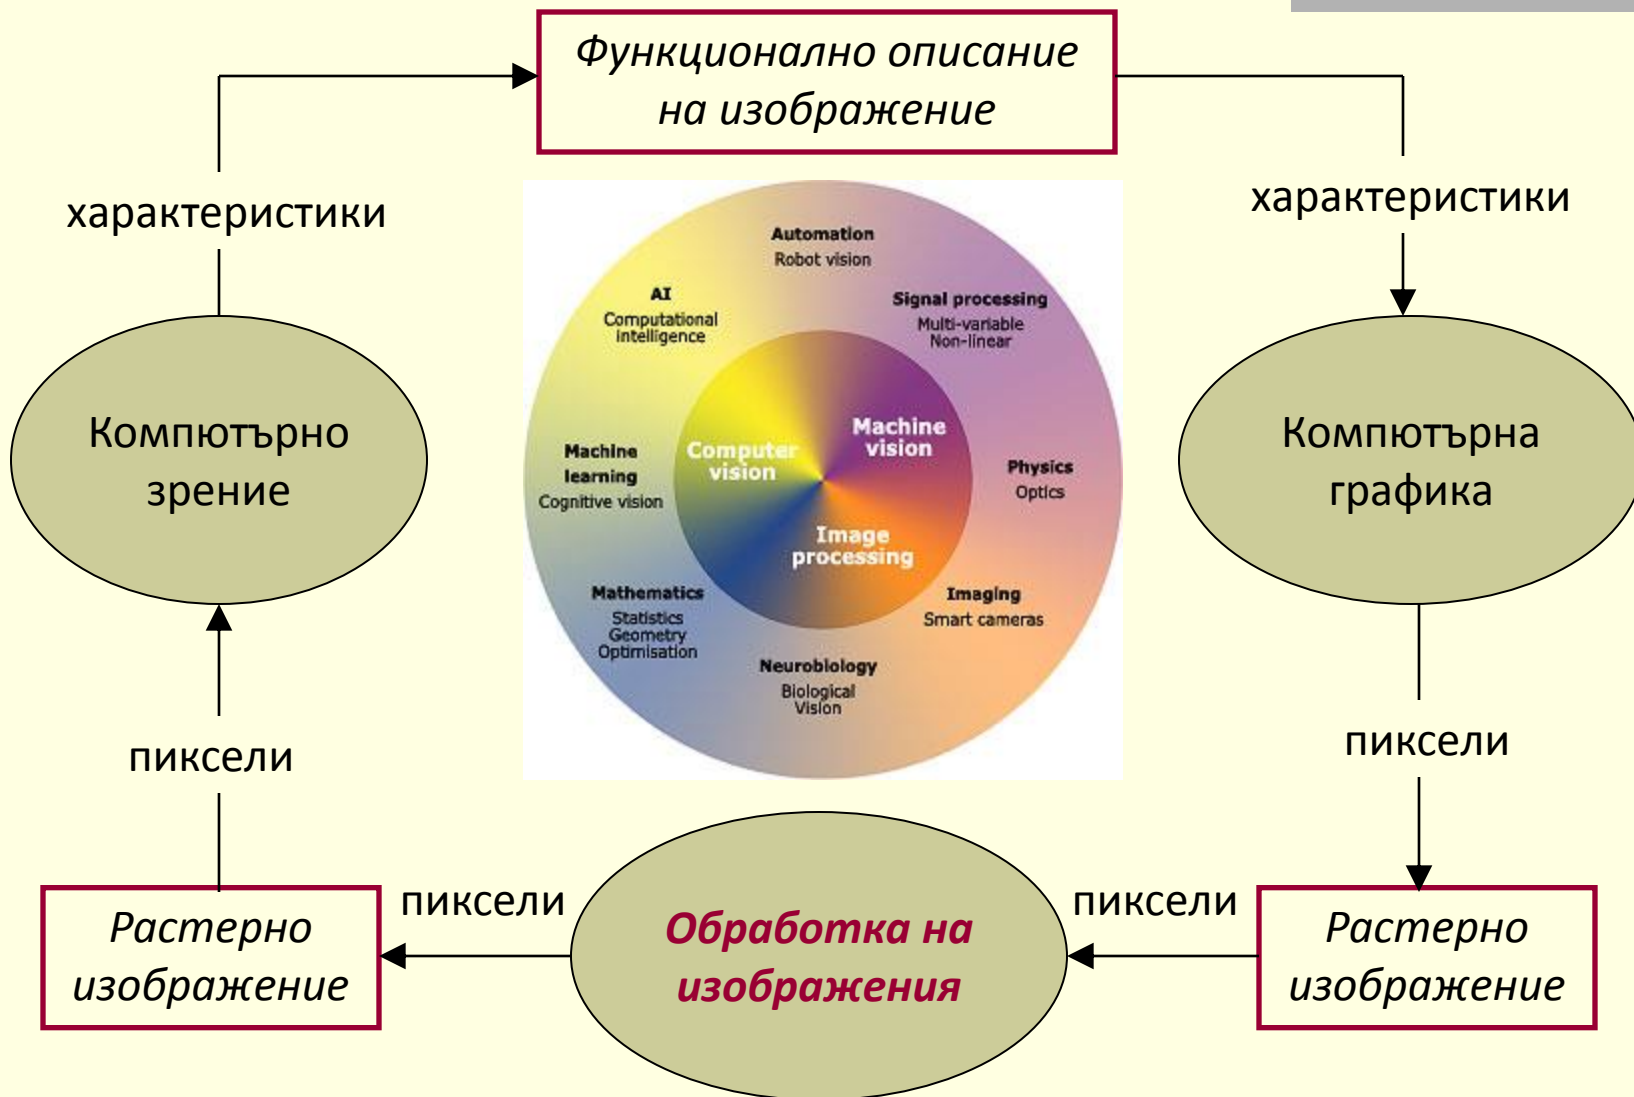 Функционално описание
на изображение
характеристики
характеристики
Automation
Robot vision
AI
Computational
intelligence
Signal processing
Multi-variable
Non-linear
Компютърно
зрение
Machine
learning
Cognitive vision
Computer
vision
Machine
vision
Physics
Optics
Компютърна
графика
Image
processing
Mathematics
Statistics
Geometry
Optimisation
Imaging
Smart cameras
Neurobiology
Biological
Vision
пиксели
пиксели
Растерно
изображение
пиксели
Обработка на
изображения
пиксели
Растерно
изображение